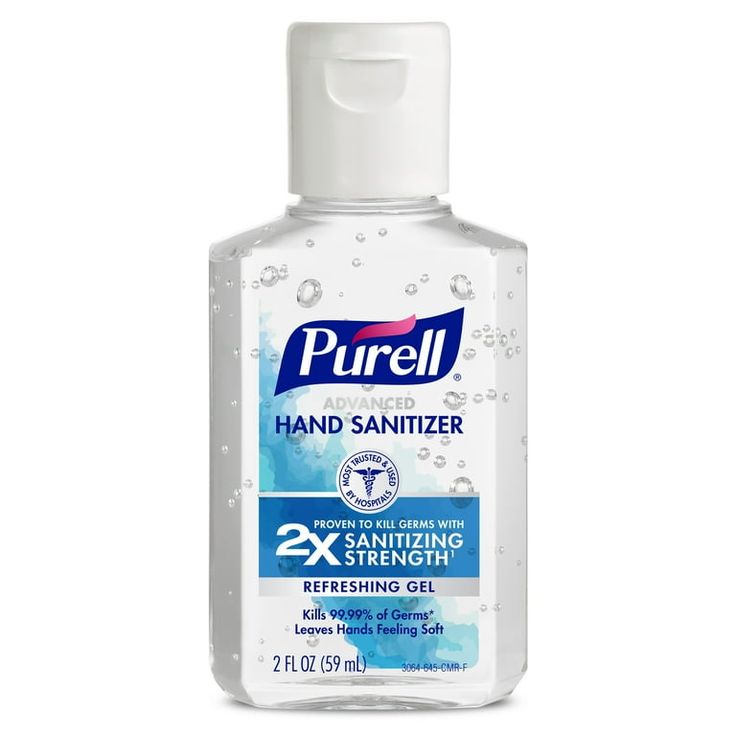 Purell®
ADVANCED
HAND SANITIZER
MOST TRUSTED & USED
BY HOSPITALS
PROVEN TO KILL GERMS WITH
2X SANITIZING
STRENGTH¹
REFRESHING GEL
Kills 99.99% of Germs*
Leaves Hands Feeling Soft
2 FL OZ (59 mL)
3064-645-CMR-F